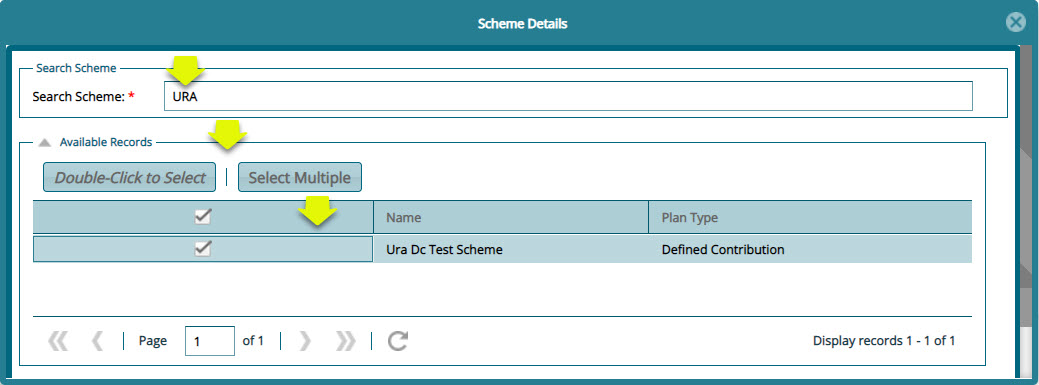 Scheme Details
Search Scheme
Search Scheme: * URA
Available Records
Double-Click to Select | Select Multiple
Name Plan Type
Ura Dc Test Scheme Defined Contribution
Page 1 of 1 Display records 1 - 1 of 1